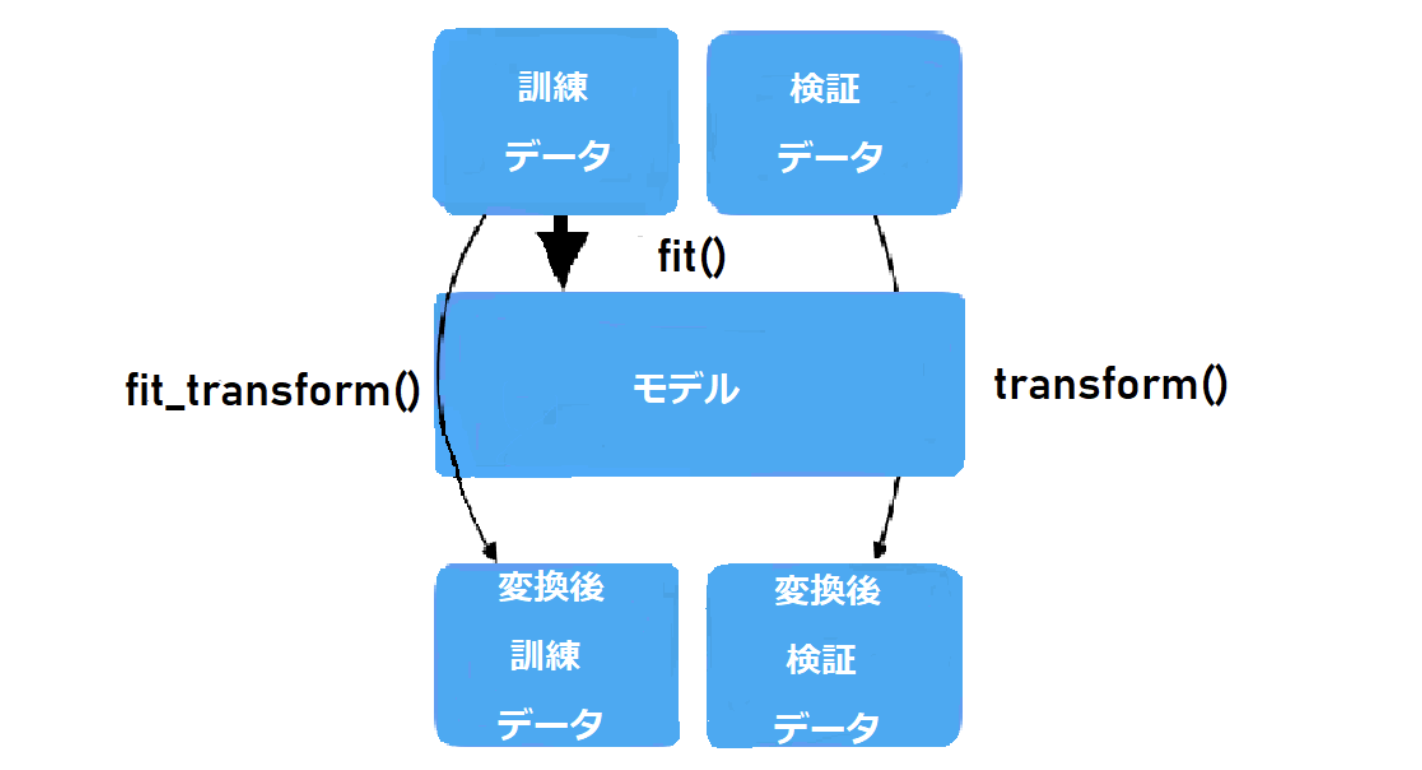 訓練
データ
検証
データ
fit()
fit_transform()
モデル
transform()
変換後
訓練
データ
変換後
検証
データ